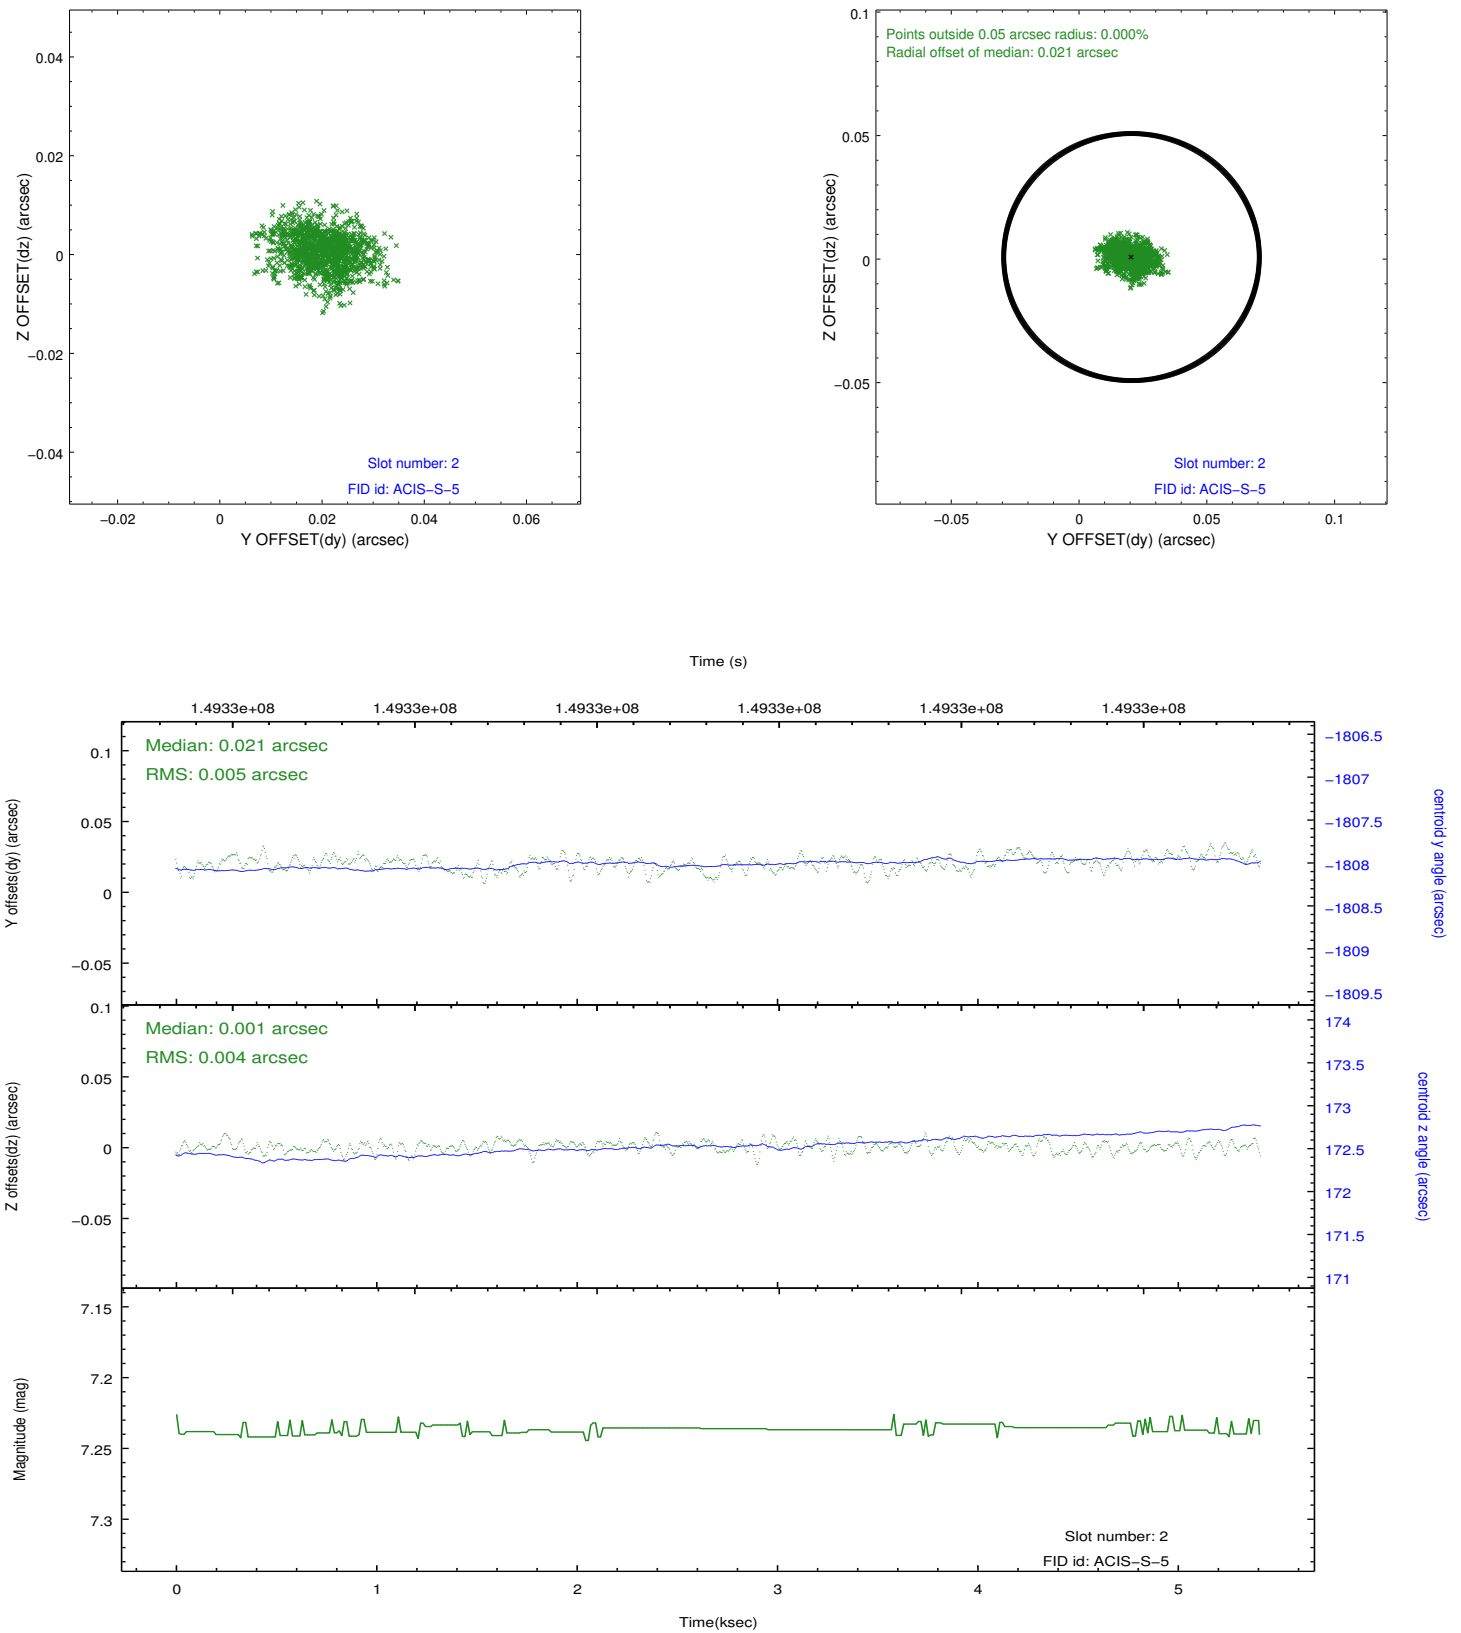 0.04
0.02
0
−0.02
−0.04
Z OFFSET(dz) (arcsec)
Slot number: 2
FID id: ACIS−S−5
−0.02
0
0.02
0.04
0.06
Y OFFSET(dy) (arcsec)
0.1
0.05
0
−0.05
Z OFFSET(dz) (arcsec)
Points outside 0.05 arcsec radius: 0.000%
Radial offset of median: 0.021 arcsec
Slot number: 2
FID id: ACIS−S−5
−0.05
0
0.05
0.1
Y OFFSET(dy) (arcsec)
Time (s)
1.4933e+08
1.4933e+08
1.4933e+08
1.4933e+08
1.4933e+08
1.4933e+08
Median: 0.021 arcsec
RMS: 0.005 arcsec
0.1
0.05
0
−0.05
Y offsets(dy) (arcsec)
−1806.5
−1807
−1807.5
−1808
−1808.5
−1809
−1809.5
centroid y angle (arcsec)
Median: 0.001 arcsec
RMS: 0.004 arcsec
0.1
0.05
0
−0.05
Z offsets(dz) (arcsec)
174
173.5
173
172.5
172
171.5
171
centroid z angle (arcsec)
7.15
7.2
7.25
7.3
Magnitude (mag)
Slot number: 2
FID id: ACIS−S−5
0
1
2
3
4
5
Time(ksec)